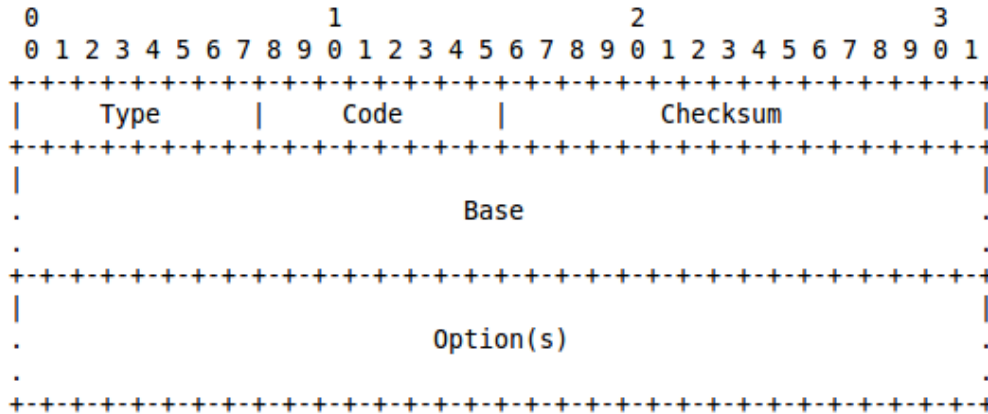 0                   1                   2                   3
0 1 2 3 4 5 6 7 8 9 0 1 2 3 4 5 6 7 8 9 0 1 2 3 4 5 6 7 8 9 0 1
+-+-+-+-+-+-+-+-+-+-+-+-+-+-+-+-+-+-+-+-+-+-+-+-+-+-+-+-+-+-+-+-+
|     Type      |     Code      |          Checksum             |
+-+-+-+-+-+-+-+-+-+-+-+-+-+-+-+-+-+-+-+-+-+-+-+-+-+-+-+-+-+-+-+-+
|                                                               |
.                             Base                              .
.                                                               .
+-+-+-+-+-+-+-+-+-+-+-+-+-+-+-+-+-+-+-+-+-+-+-+-+-+-+-+-+-+-+-+-+
|                                                               |
.                           Option(s)                           .
.                                                               .
+-+-+-+-+-+-+-+-+-+-+-+-+-+-+-+-+-+-+-+-+-+-+-+-+-+-+-+-+-+-+-+-+